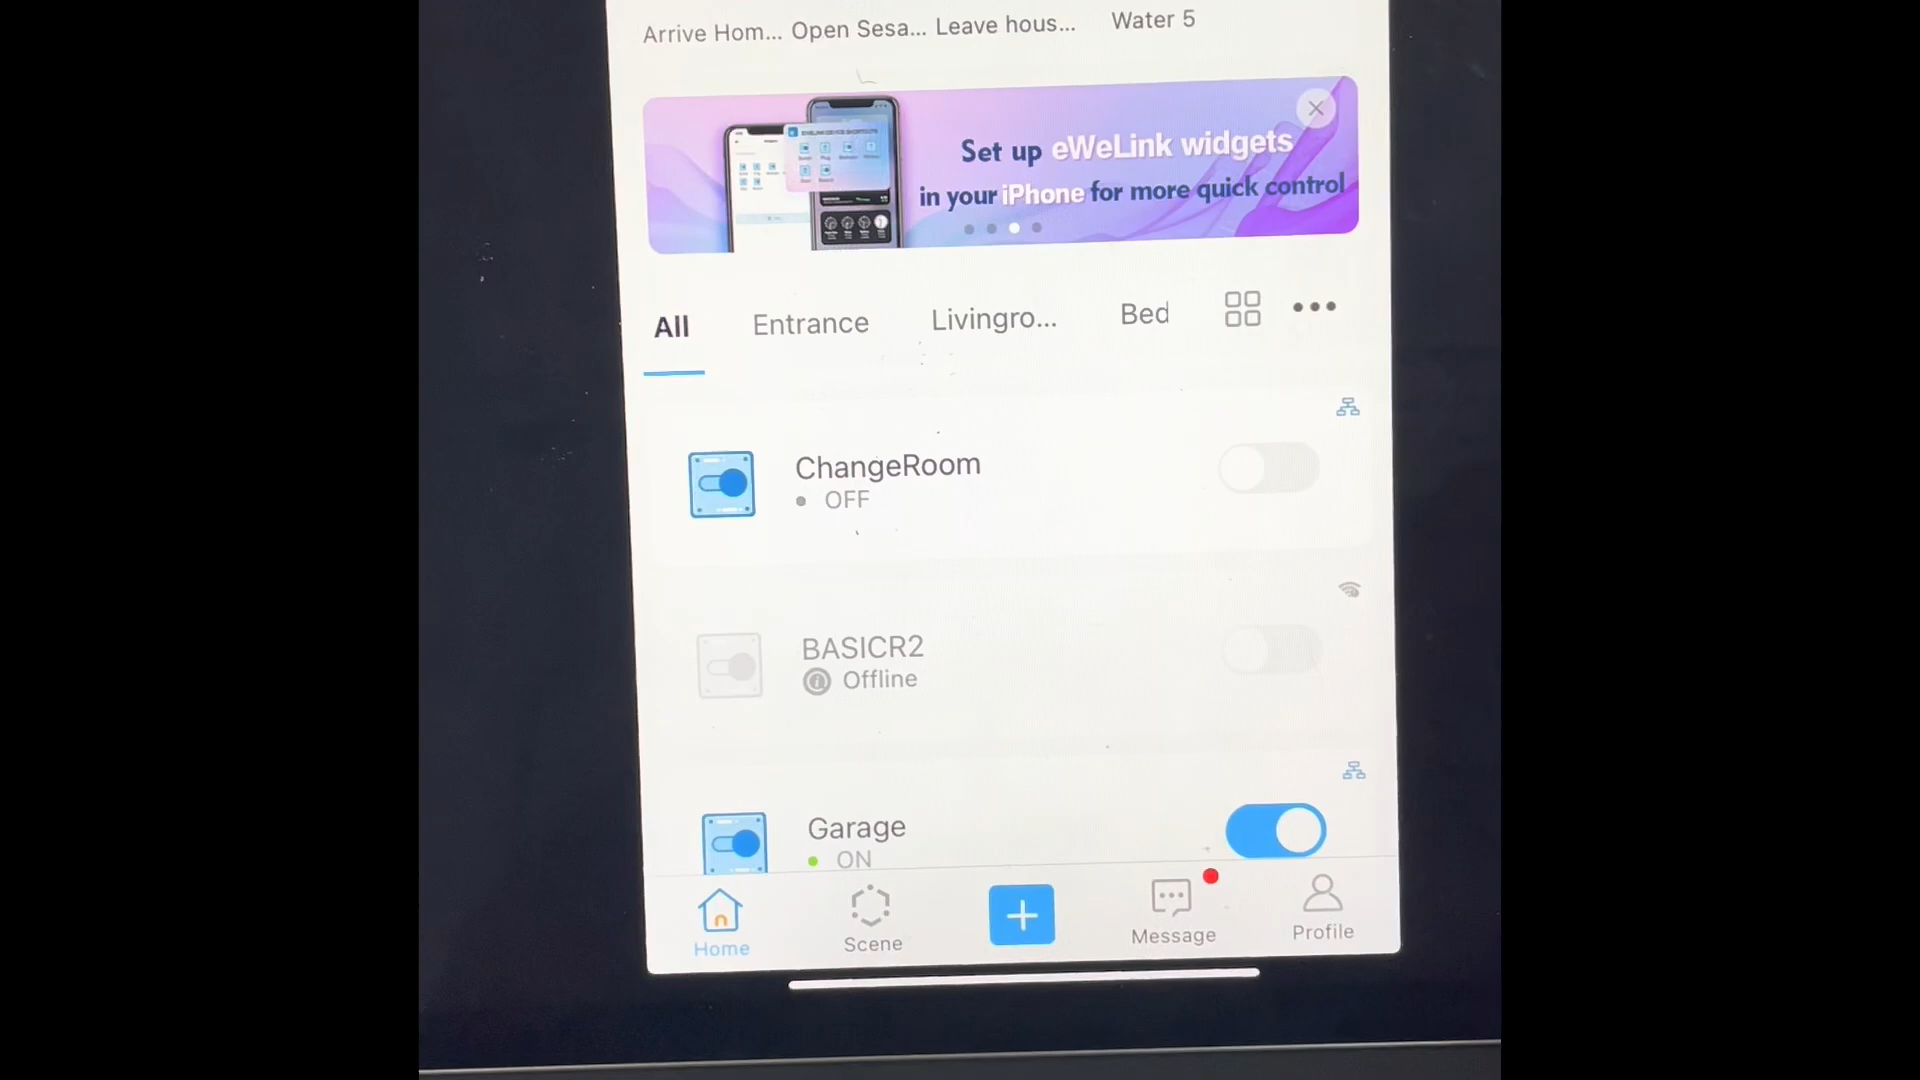 Arrive Hom... Open Sesa... Leave hous... Water 5
Set up eWeLink widgets
in your iPhone for more quick control
All Entrance Livingro... Bed
ChangeRoom
OFF
BASICR2
Offline
Garage
ON
Home Scene Message Profile